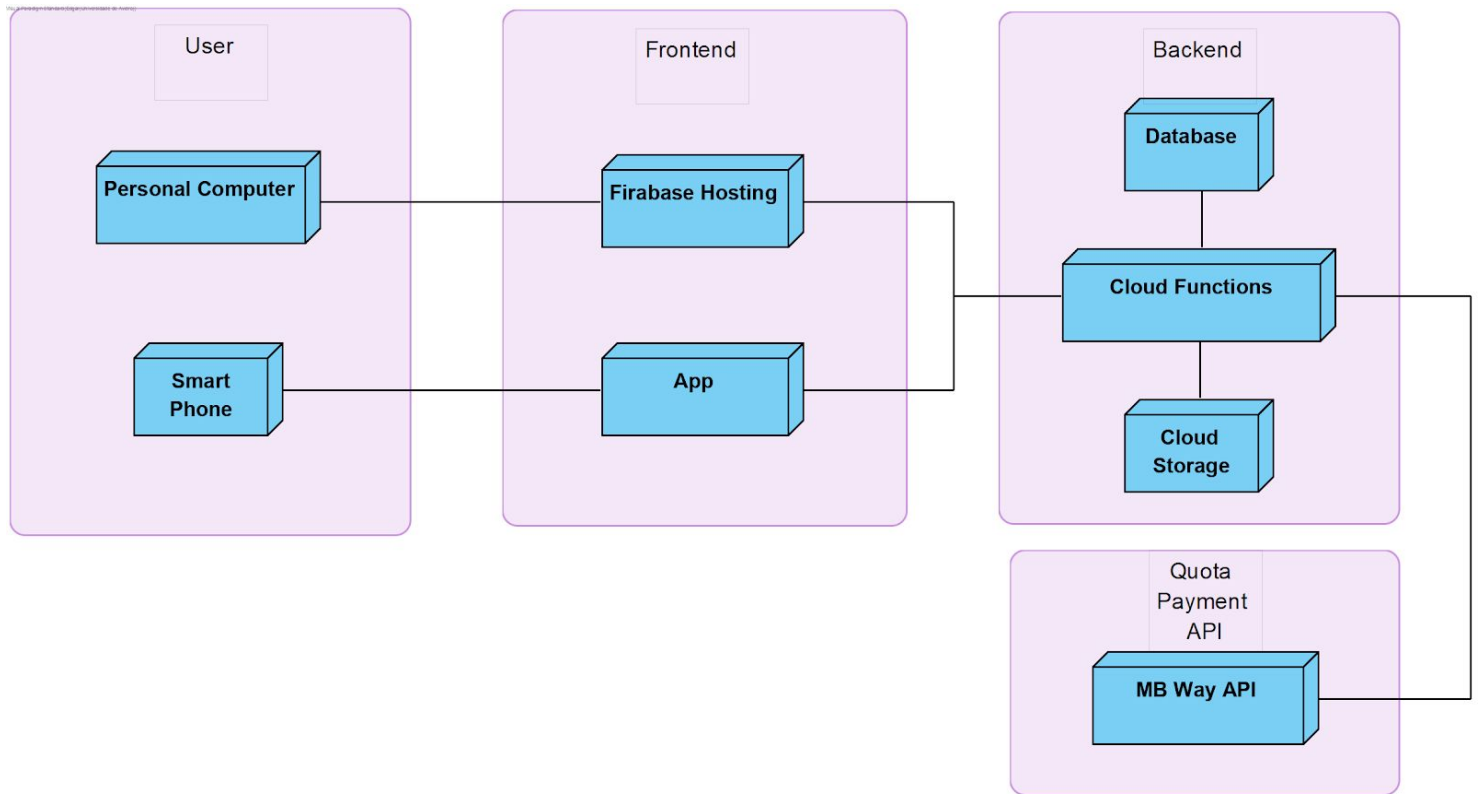 User
Frontend
Backend
Personal Computer
Firabase Hosting
Database
Cloud Functions
Smart
Phone
App
Cloud
Storage
Quota
Payment
API
MB Way API